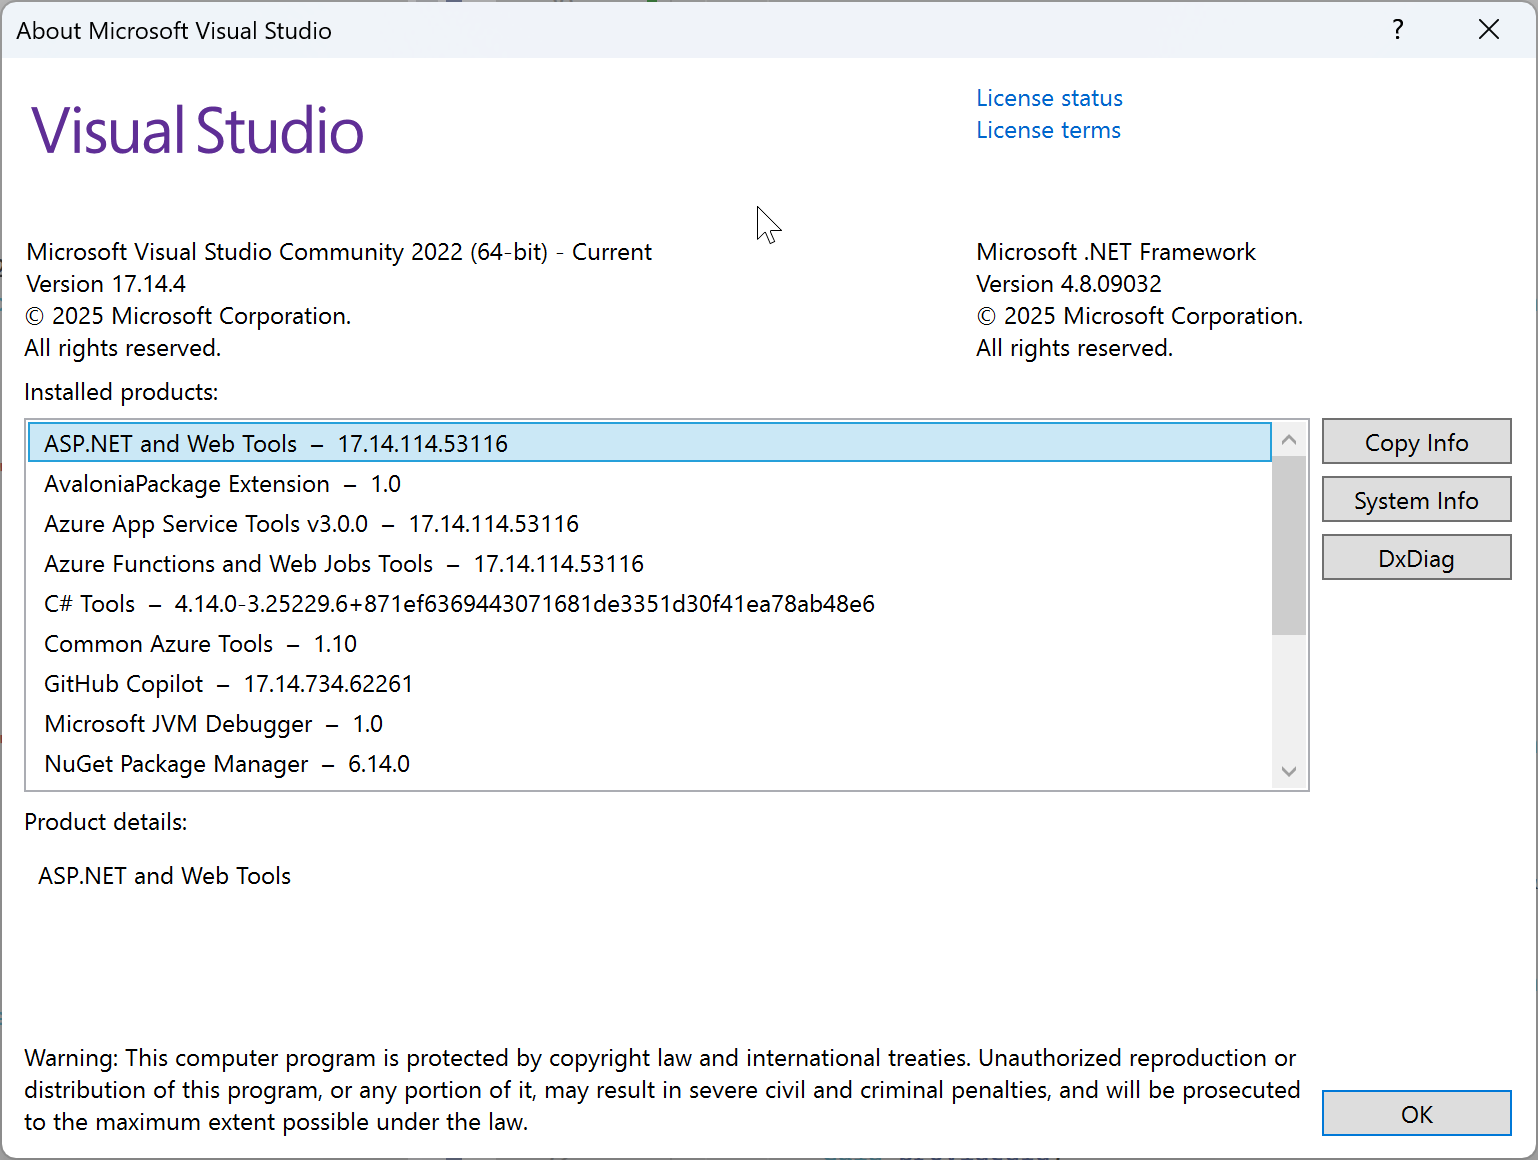 About Microsoft Visual Studio
?
Visual Studio
License status
License terms
Microsoft Visual Studio Community 2022 (64-bit) - Current
Version 17.14.4
© 2025 Microsoft Corporation.
All rights reserved.
Microsoft .NET Framework
Version 4.8.09032
© 2025 Microsoft Corporation.
All rights reserved.
Installed products:
ASP.NET and Web Tools – 17.14.114.53116
AvaloniaPackage Extension – 1.0
Azure App Service Tools v3.0.0 – 17.14.114.53116
Azure Functions and Web Jobs Tools – 17.14.114.53116
C# Tools – 4.14.0-3.25229.6+871ef6369443071681de3351d30f41ea78ab48e6
Common Azure Tools – 1.10
GitHub Copilot – 17.14.734.62261
Microsoft JVM Debugger – 1.0
NuGet Package Manager – 6.14.0
Copy Info
System Info
DxDiag
Product details:
ASP.NET and Web Tools
Warning: This computer program is protected by copyright law and international treaties. Unauthorized reproduction or
distribution of this program, or any portion of it, may result in severe civil and criminal penalties, and will be prosecuted
to the maximum extent possible under the law.
OK